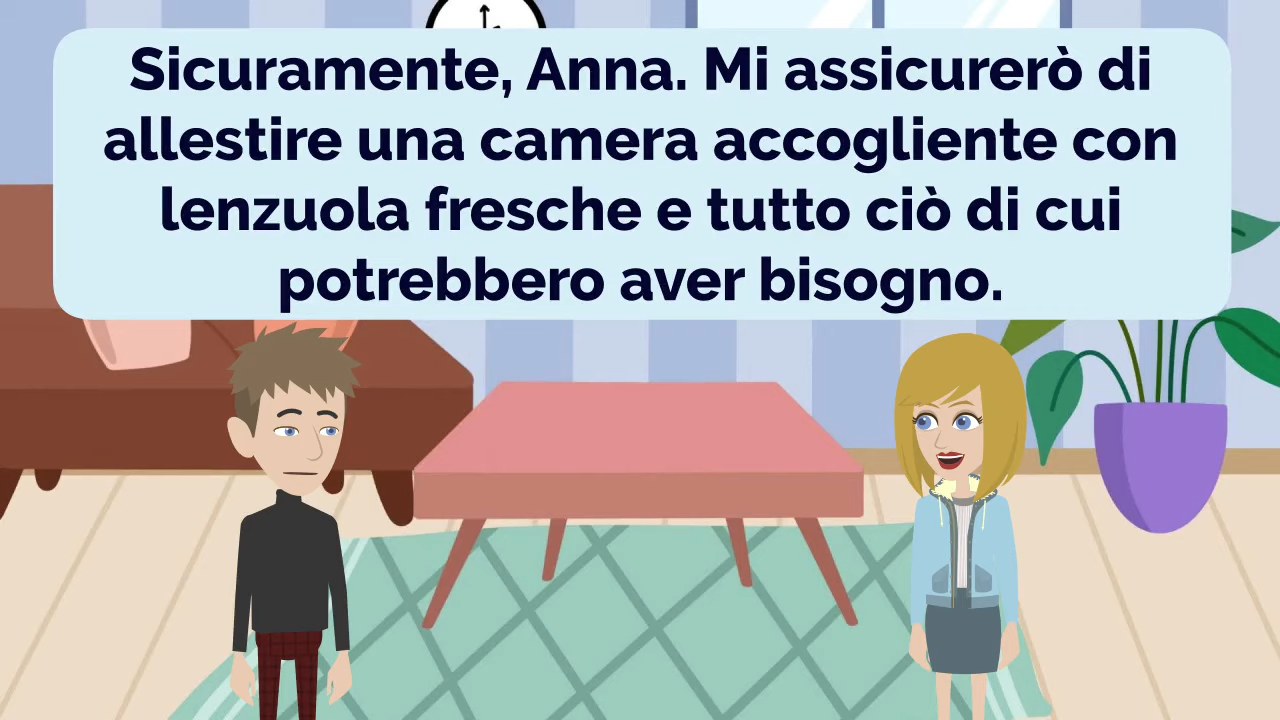 Sicuramente, Anna. Mi assicurerò di
allestire una camera accogliente con
lenzuola fresche e tutto ciò di cui
potrebbero aver bisogno.